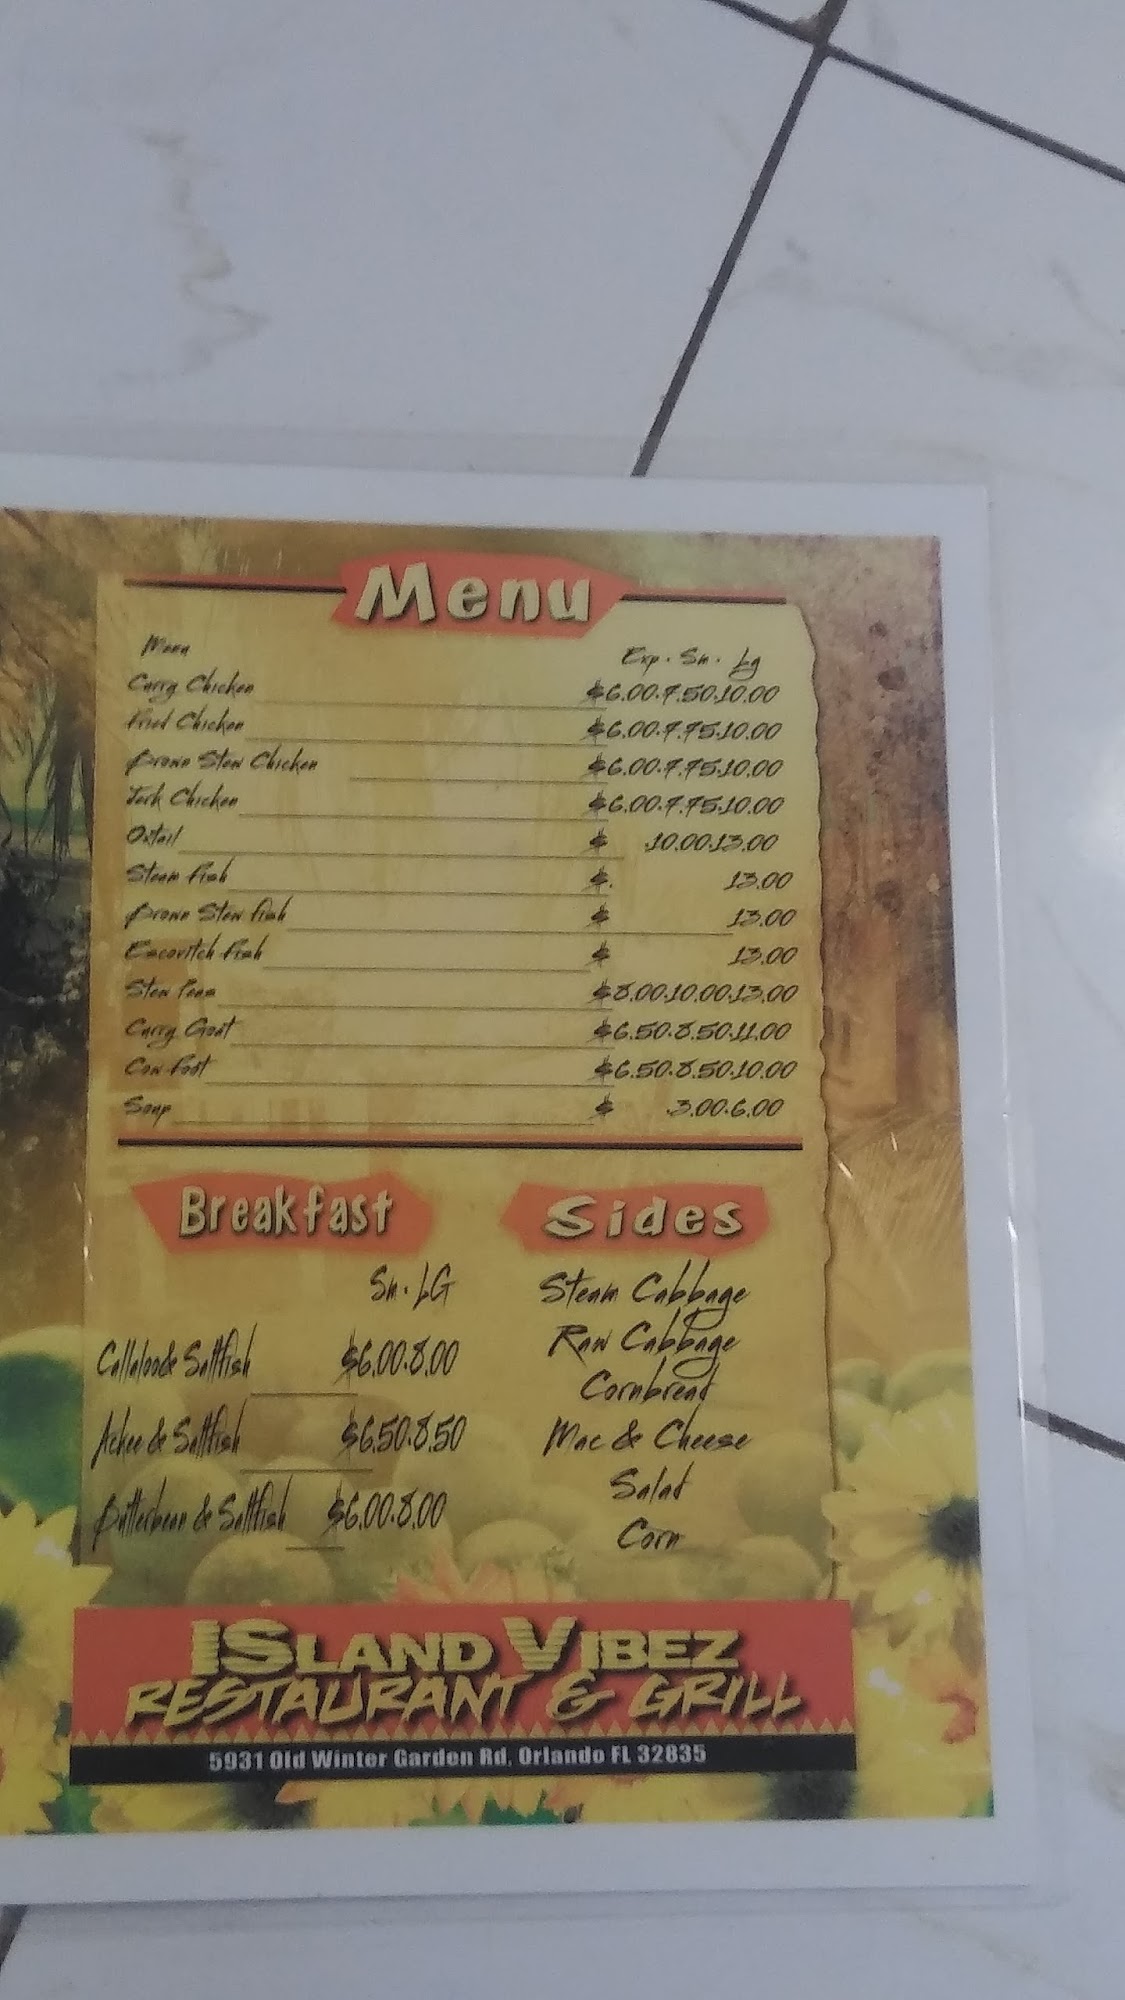 Menu
Menu Exp. Sm. Lg
Curry Chicken $6.00.7.50.10.00
Fried Chicken $6.00.7.75.10.00
Brown Stew Chicken $6.00.7.75.10.00
Jerk Chicken $6.00.7.75.10.00
Oxtail $ .10.00.13.00
Steam fish $. 13.00
Brown Stew fish $ 13.00
Escovitch fish $ 13.00
Stew Peas $8.00.10.00.13.00
Curry Goat $6.50.8.50.11.00
Cow foot $6.50.8.50.10.00
Soup $ .3.00.6.00
Breakfast
Sm. LG
Callaloo& Saltfish $6.00.8.00
Ackee & Saltfish $6.50.8.50
Butterbean & Saltfish $6.00.8.00
Sides
Steam Cabbage
Raw Cabbage
Cornbread
Mac & Cheese
Salad
Corn
ISLAND VIBEZ
RESTAURANT & GRILL
5931 Old Winter Garden Rd, Orlando FL 32835